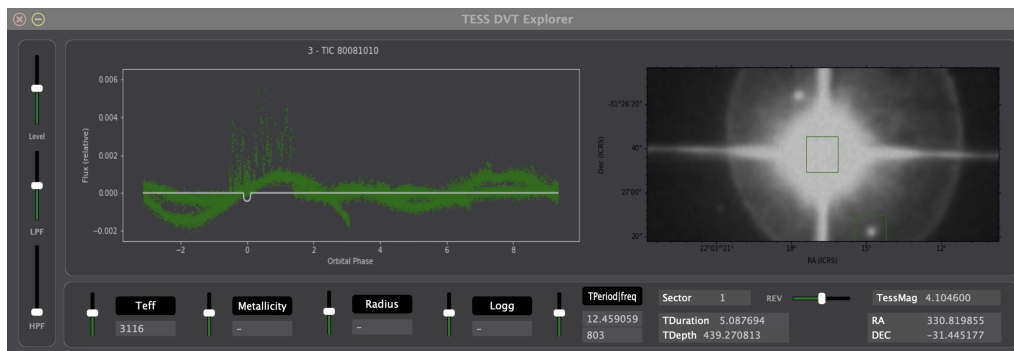 TESS DVT Explorer
3 - TIC 80081010
Flux (relative)
0.006
0.004
0.002
0.000
−0.002
−2 0 2 4 6 8
Orbital Phase
Dec (ICRS)
-31°26'20"
40"
27'00"
20"
22h03m21s 18s 15s 12s
RA (ICRS)
Level
LPF
HPF
Teff
3116
Metallicity
–
Radius
–
Logg
–
TPeriod|freq
12.459059
803
Sector 1 REV
TDuration 5.087694
TDepth 439.270813
TessMag 4.104600
RA 330.819855
DEC −31.445177